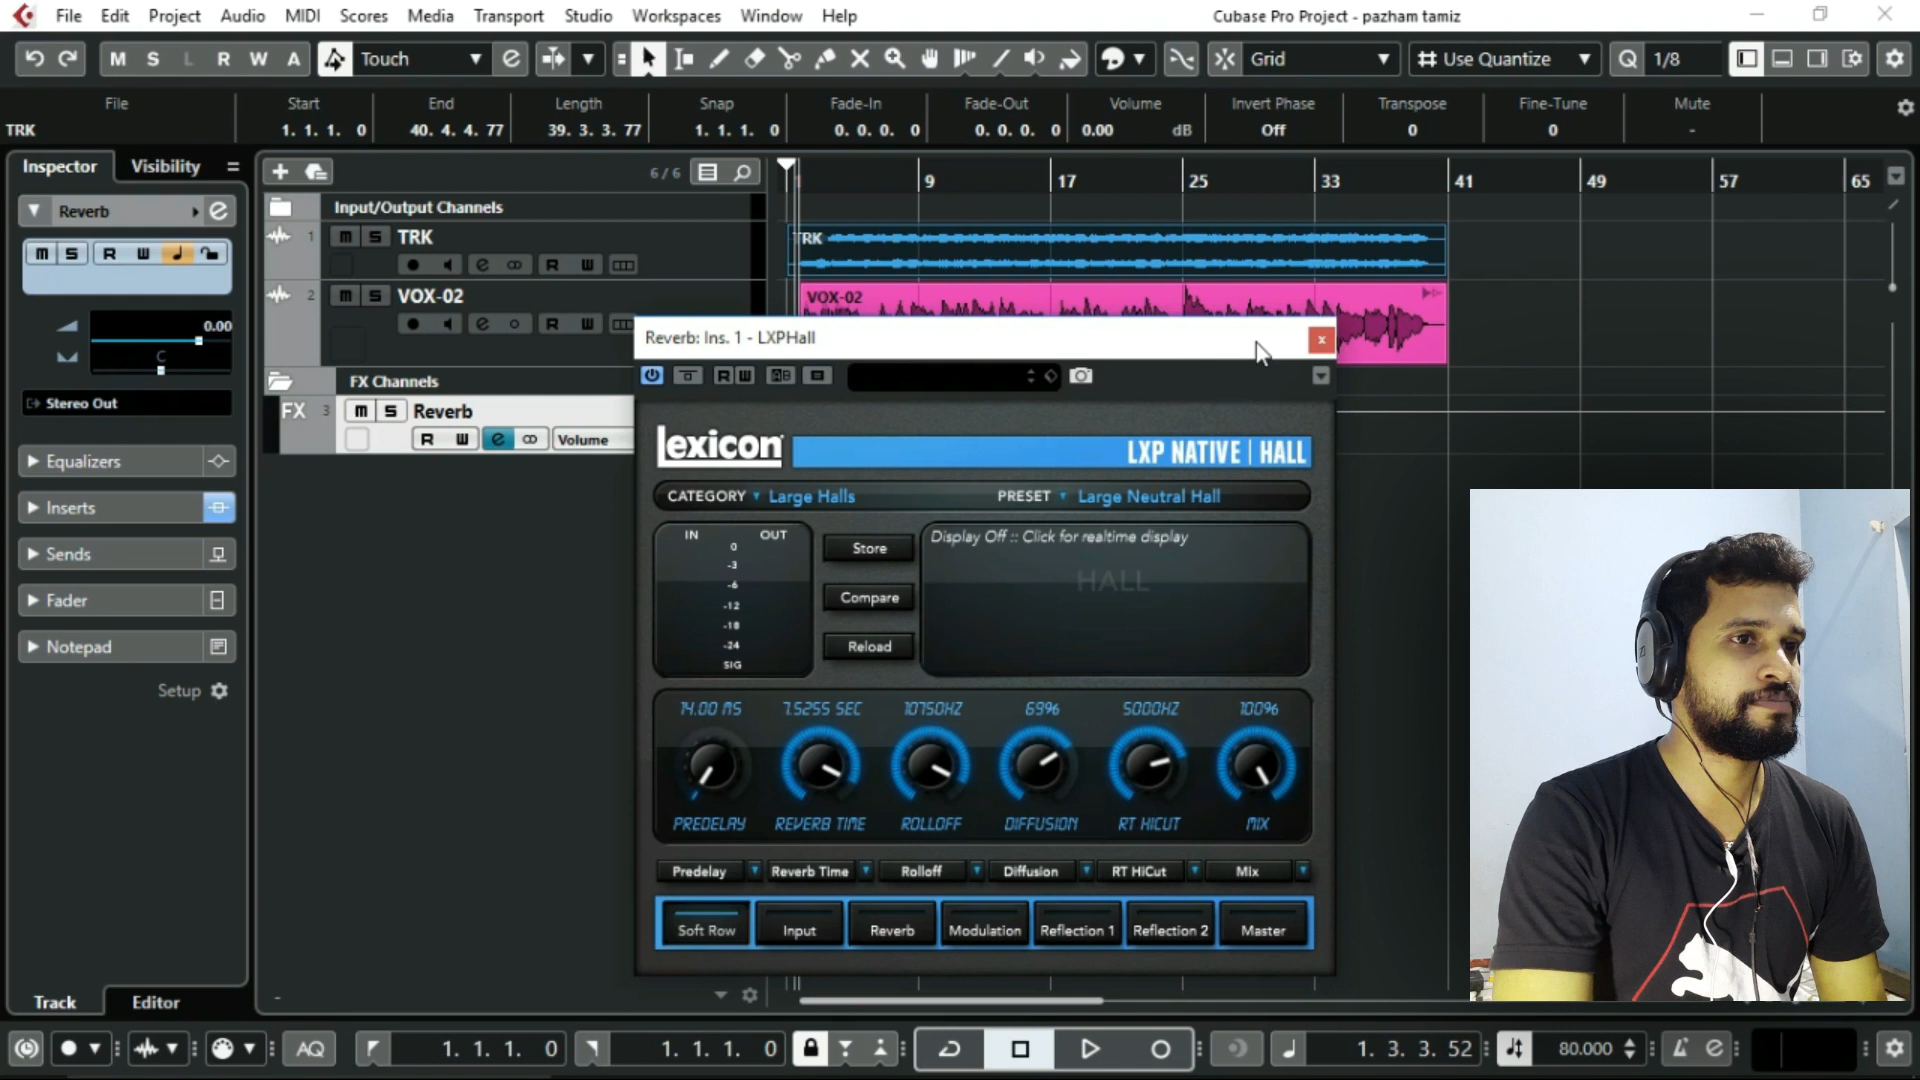 File Edit Project Audio MIDI Scores Media Transport Studio Workspaces Window Help Cubase Pro Project - pazham tamiz
M S L R W A Touch Grid Use Quantize Q 1/8
File Start End Length Snap Fade-In Fade-Out Volume Invert Phase Transpose Fine-Tune Mute
TRK 1. 1. 1. 0 40. 4. 4. 77 39. 3. 3. 77 1. 1. 1. 0 0. 0. 0. 0 0. 0. 0. 0 0.00 dB Off 0 0 -
Inspector Visibility 6 / 6
1 9 17 25 33 41 49 57 65
Reverb
M S R W
0.00
C
Stereo Out
Equalizers
Inserts
Sends
Fader
Notepad
Setup
Track Editor
Input/Output Channels
1 M S TRK
R W
2 M S VOX-02
R W
FX Channels
FX 3 M S Reverb
R W e Volume
TRK
VOX-02
Reverb: Ins. 1 - LXPHall x
R W AB
lexicon LXP NATIVE | HALL
CATEGORY Large Halls PRESET Large Neutral Hall
IN OUT
0
-3
-6
-12
-18
-24
SIG
Store
Compare
Reload
Display Off :: Click for realtime display
HALL
14.00 MS 7.5255 SEC 10750HZ 69% 5000HZ 100%
PREDELAY REVERB TIME ROLLOFF DIFFUSION RT HICUT MIX
Predelay Reverb Time Rolloff Diffusion RT HiCut Mix
Soft Row Input Reverb Modulation Reflection 1 Reflection 2 Master
AQ 1. 1. 1. 0 1. 1. 1. 0 1. 3. 3. 52 80.000